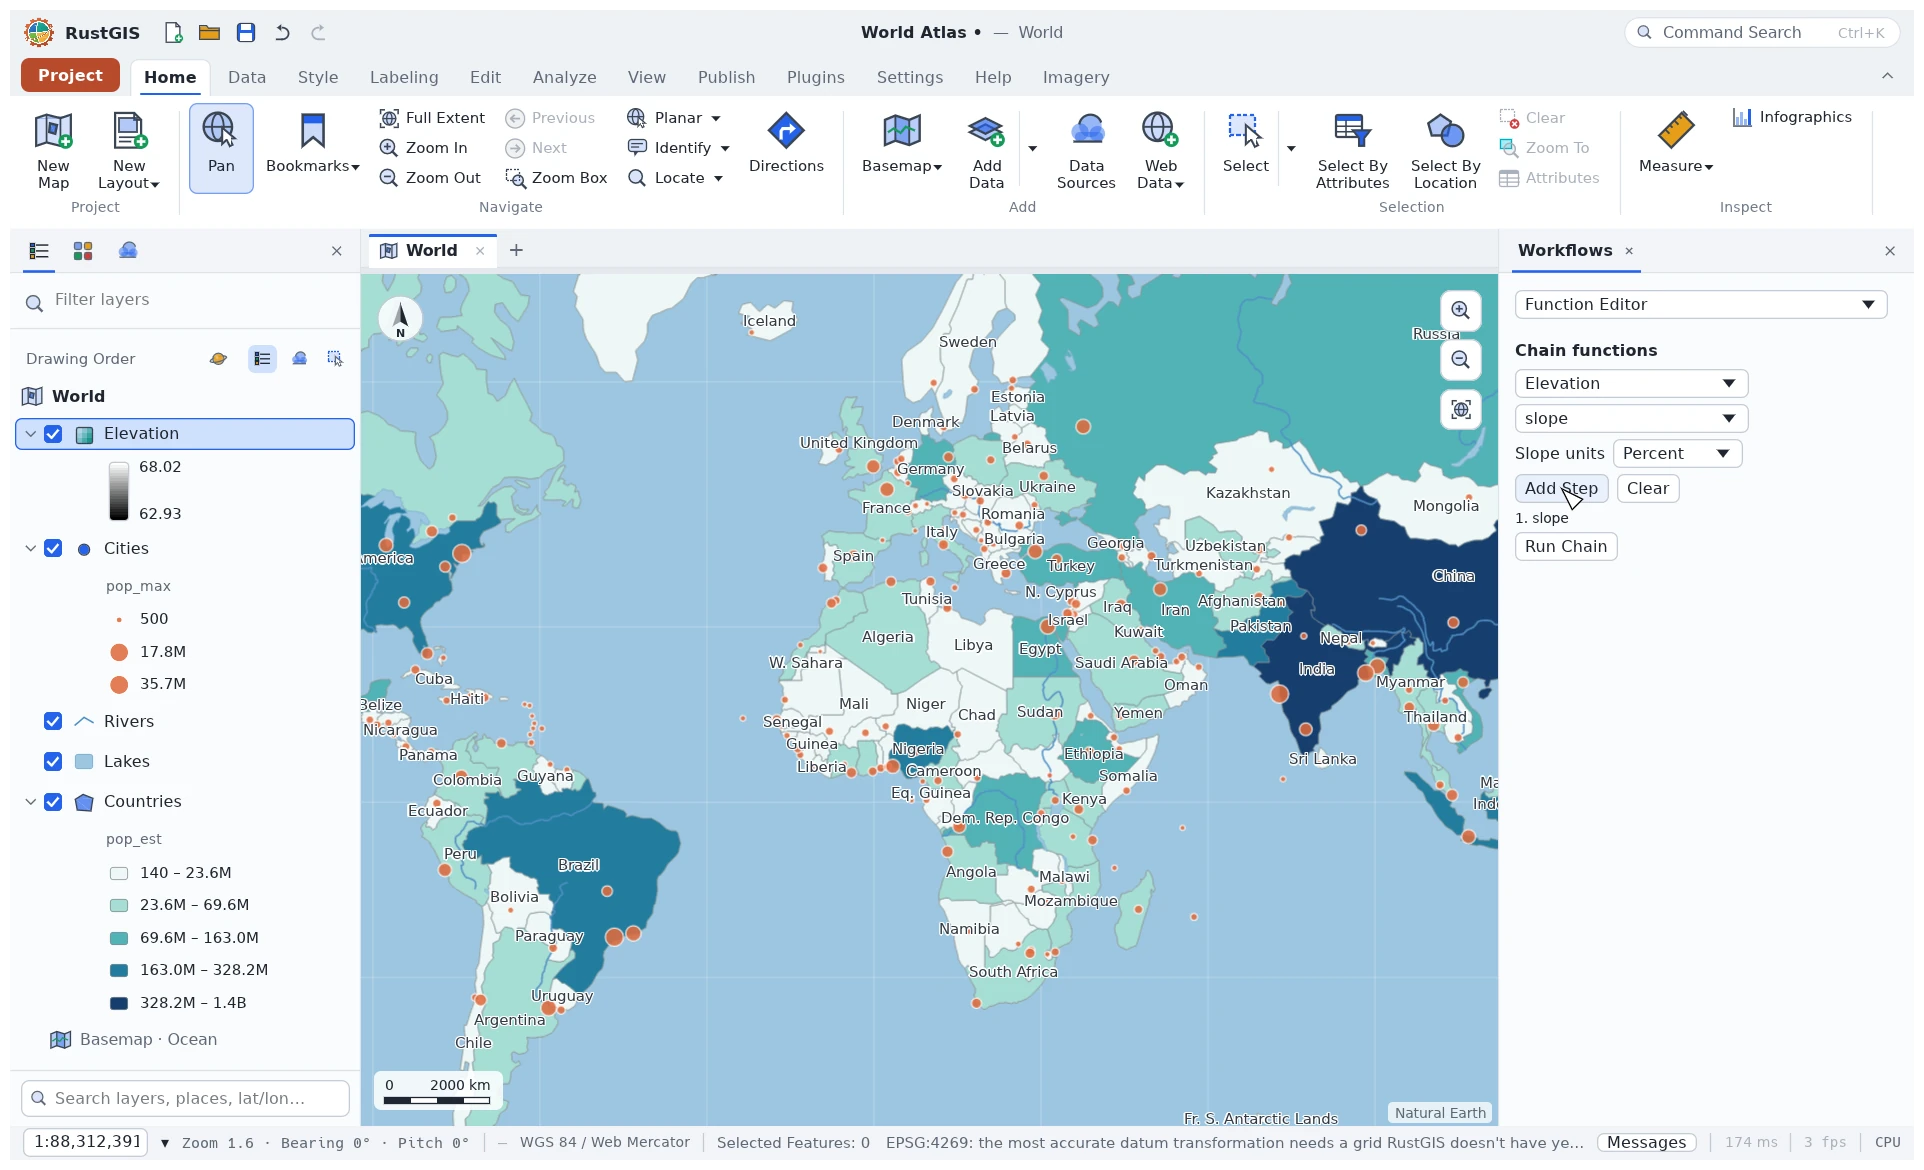 RustGIS
World Atlas • — World
Command Search Ctrl+K
Project Home Data Style Labeling Edit Analyze View Publish Plugins Settings Help Imagery
New Map
New Layout
Project
Pan
Bookmarks
Full Extent
Zoom In
Zoom Out
Previous
Next
Zoom Box
Planar
Identify
Locate
Directions
Navigate
Basemap
Add Data
Data Sources
Web Data
Add
Select
Select By Attributes
Select By Location
Clear
Zoom To
Attributes
Selection
Measure
Infographics
Inspect
World
Workflows
Filter layers
Drawing Order
World
Elevation
68.02
62.93
Cities
pop_max
500
17.8M
35.7M
Rivers
Lakes
Countries
pop_est
140 – 23.6M
23.6M – 69.6M
69.6M – 163.0M
163.0M – 328.2M
328.2M – 1.4B
Basemap · Ocean
Search layers, places, lat/lon...
N
Iceland
Sweden
Russia
Estonia
Latvia
Denmark
United Kingdom
Belarus
Germany
Slovakia
Ukraine
Kazakhstan
Mongolia
France
Romania
Italy
Bulgaria
Georgia
Uzbekistan
Spain
Greece
Turkey
Turkmenistan
China
merica
Tunisia
N. Cyprus
Iraq
Iran
Afghanistan
Algeria
Libya
Israel
Kuwait
Pakistan
Nepal
Egypt
W. Sahara
Saudi Arabia
India
Cuba
Oman
Myanmar
Belize
Haiti
Mali
Niger
Chad
Sudan
Yemen
Thailand
Nicaragua
Senegal
Guinea
Nigeria
Ethiopia
Sri Lanka
Panama
Liberia
Cameroon
Somalia
Colombia
Guyana
Ma
Eq. Guinea
Kenya
Ind
Ecuador
Dem. Rep. Congo
Peru
Brazil
Angola
Malawi
Bolivia
Mozambique
Paraguay
Namibia
South Africa
Uruguay
Argentina
Chile
Fr. S. Antarctic Lands
0 2000 km
Natural Earth
Function Editor
Chain functions
Elevation
slope
Slope units Percent
Add Step Clear
1. slope
Run Chain
1:88,312,391 Zoom 1.6 · Bearing 0° · Pitch 0° — WGS 84 / Web Mercator Selected Features: 0 EPSG:4269: the most accurate datum transformation needs a grid RustGIS doesn't have ye... Messages 174 ms 3 fps CPU